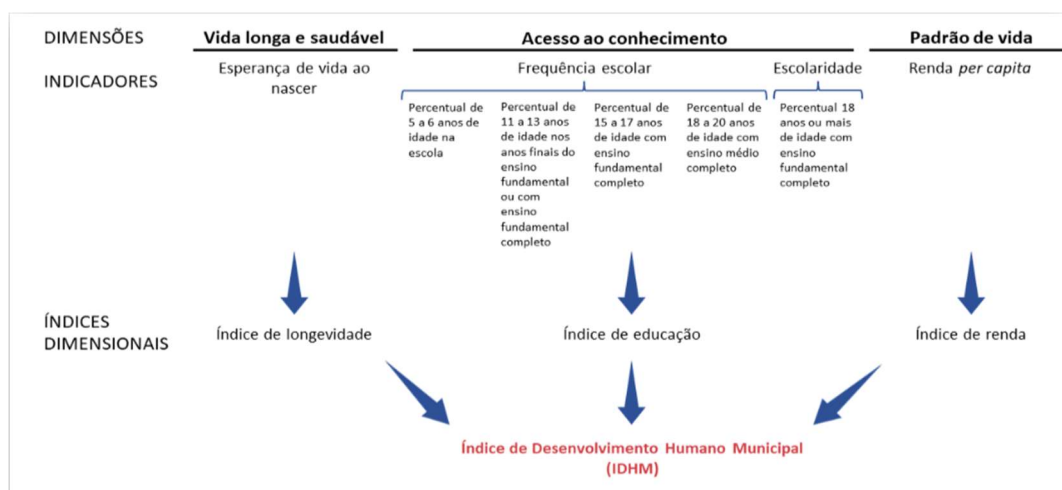 DIMENSÕES
Vida longa e saudável
Acesso ao conhecimento
Padrão de vida
INDICADORES
Esperança de vida ao
nascer
Frequência escolar
Escolaridade
Renda per capita
Percentual de
5 a 6 anos de
idade na
escola
Percentual de
11 a 13 anos
de idade nos
anos finais do
ensino
fundamental
ou com
ensino
fundamental
completo
Percentual de
15 a 17 anos
de idade com
ensino
fundamental
completo
Percentual de
18 a 20 anos
de idade com
ensino médio
completo
Percentual 18
anos ou mais
de idade com
ensino
fundamental
completo
ÍNDICES
DIMENSIONAIS
Índice de longevidade
Índice de educação
Índice de renda
Índice de Desenvolvimento Humano Municipal
(IDHM)